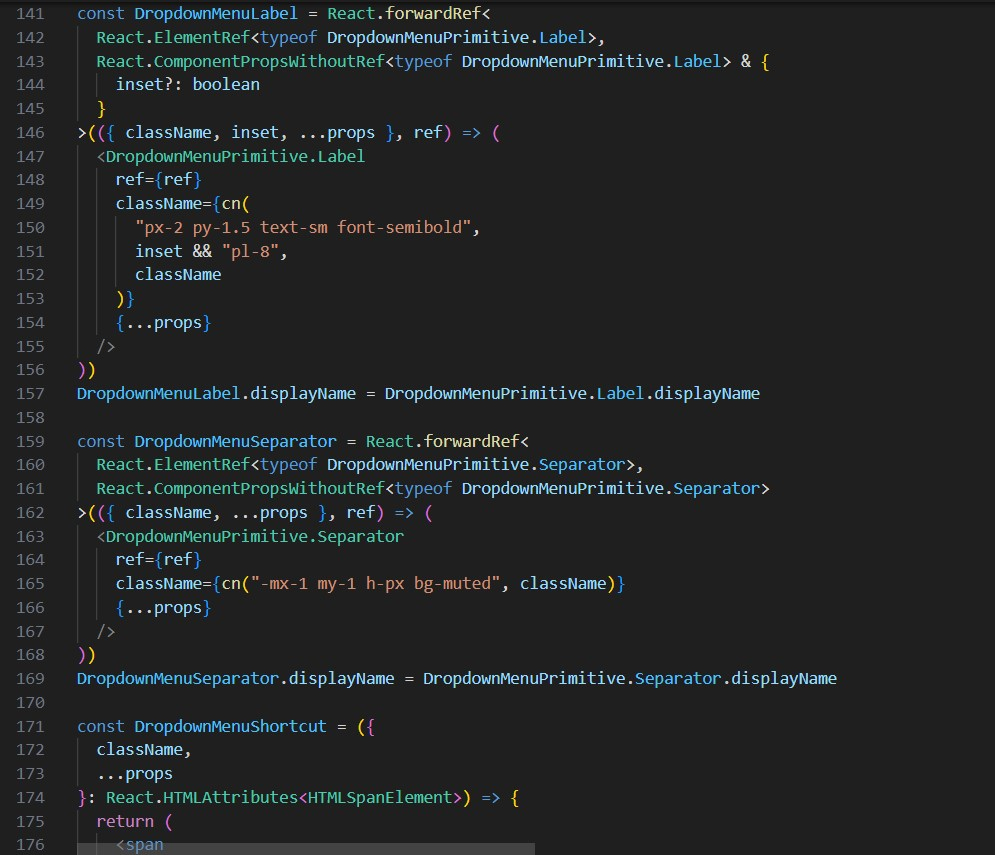 141 const DropdownMenuLabel = React.forwardRef<
142   React.ElementRef<typeof DropdownMenuPrimitive.Label>,
143   React.ComponentPropsWithoutRef<typeof DropdownMenuPrimitive.Label> & {
144     inset?: boolean
145   }
146 >(({ className, inset, ...props }, ref) => (
147   <DropdownMenuPrimitive.Label
148     ref={ref}
149     className={cn(
150       "px-2 py-1.5 text-sm font-semibold",
151       inset && "pl-8",
152       className
153     )}
154     {...props}
155   />
156 ))
157 DropdownMenuLabel.displayName = DropdownMenuPrimitive.Label.displayName
158
159 const DropdownMenuSeparator = React.forwardRef<
160   React.ElementRef<typeof DropdownMenuPrimitive.Separator>,
161   React.ComponentPropsWithoutRef<typeof DropdownMenuPrimitive.Separator>
162 >(({ className, ...props }, ref) => (
163   <DropdownMenuPrimitive.Separator
164     ref={ref}
165     className={cn("-mx-1 my-1 h-px bg-muted", className)}
166     {...props}
167   />
168 ))
169 DropdownMenuSeparator.displayName = DropdownMenuPrimitive.Separator.displayName
170
171 const DropdownMenuShortcut = ({
172   className,
173   ...props
174 }: React.HTMLAttributes<HTMLSpanElement>) => {
175   return (
176     <span